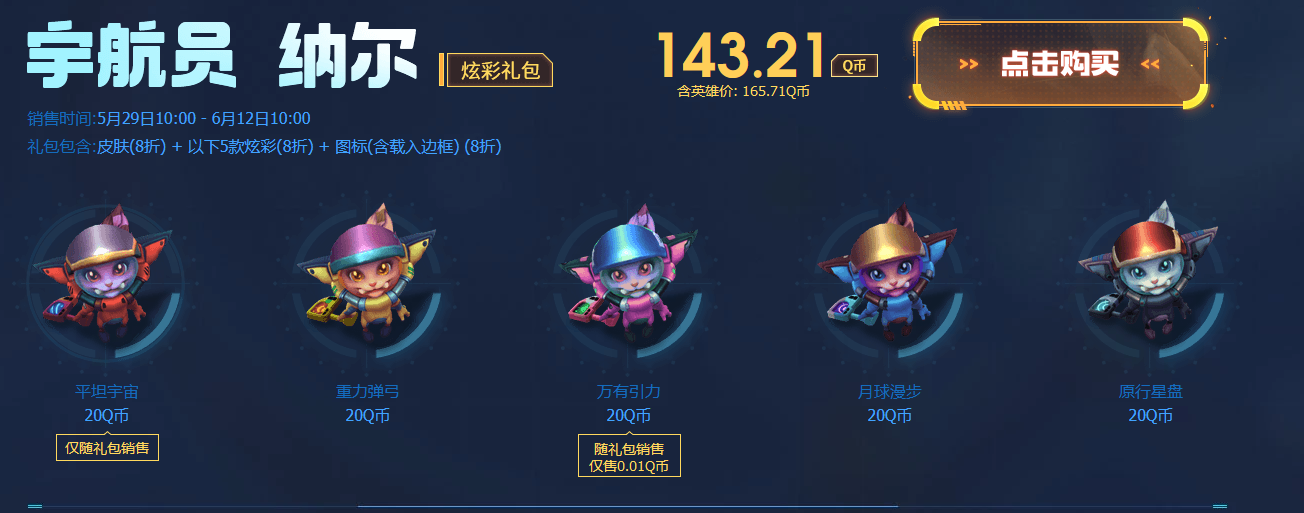 宇航员 纳尔 炫彩礼包
143.21 Q币
含英雄价: 165.71Q币
点击购买
销售时间:5月29日10:00 - 6月12日10:00
礼包包含:皮肤(8折) + 以下5款炫彩(8折) + 图标(含载入边框) (8折)
平坦宇宙
20Q币
仅随礼包销售
重力弹弓
20Q币
万有引力
20Q币
随礼包销售
仅售0.01Q币
月球漫步
20Q币
原行星盘
20Q币